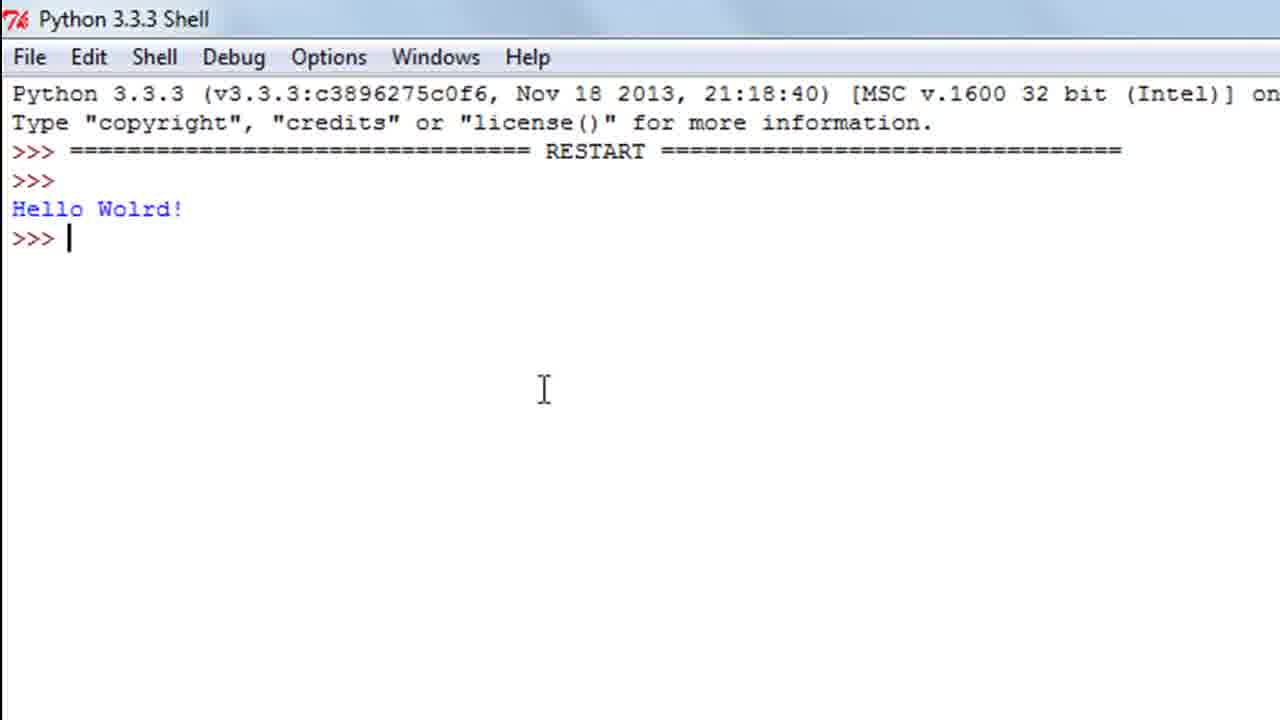 Python 3.3.3 Shell
File Edit Shell Debug Options Windows Help
Python 3.3.3 (v3.3.3:c3896275c0f6, Nov 18 2013, 21:18:40) [MSC v.1600 32 bit (Intel)] on
Type "copyright", "credits" or "license()" for more information.
>>> ================================ RESTART ================================
>>>
Hello Wolrd!
>>>